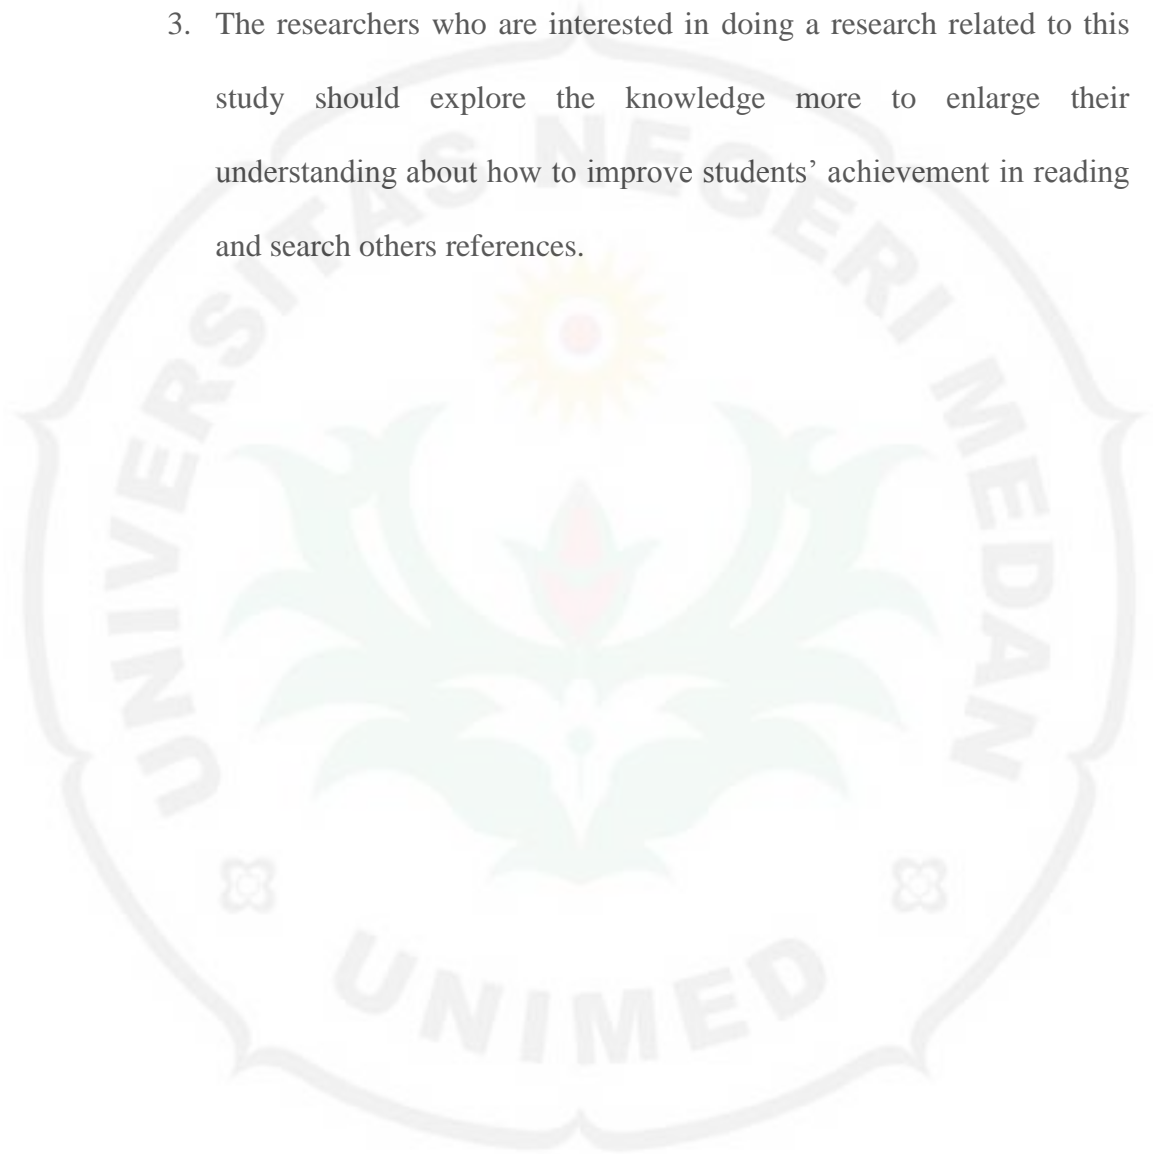 3. The researchers who are interested in doing a research related to this
study should explore the knowledge more to enlarge their
understanding about how to improve students’ achievement in reading
and search others references.
UNIVERSITAS NEGERI MEDAN
UNIMED